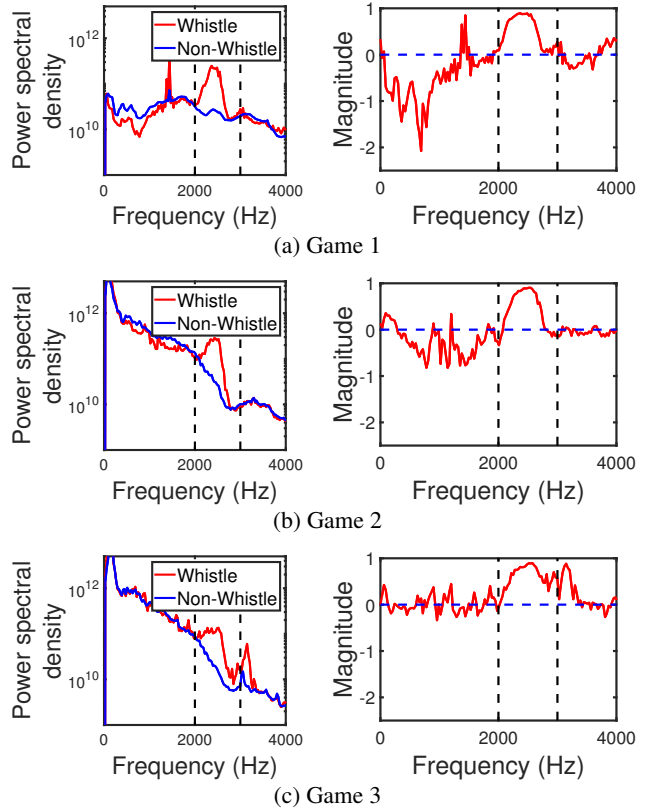 Power spectral
density
10^12
10^10
0
2000
4000
Whistle
Non-Whistle
Frequency (Hz)
Magnitude
1
0
-1
-2
0
2000
4000
Frequency (Hz)
(a) Game 1
Power spectral
density
10^12
10^10
0
2000
4000
Whistle
Non-Whistle
Frequency (Hz)
Magnitude
1
0
-1
-2
0
2000
4000
Frequency (Hz)
(b) Game 2
Power spectral
density
10^12
10^10
0
2000
4000
Whistle
Non-Whistle
Frequency (Hz)
Magnitude
1
0
-1
-2
0
2000
4000
Frequency (Hz)
(c) Game 3